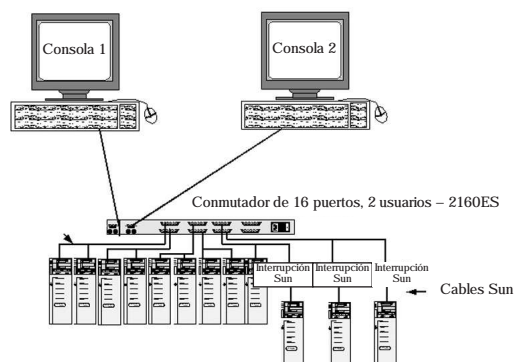 Consola 1
Consola 2
Conmutador de 16 puertos, 2 usuarios – 2160ES
Interrupción
Sun
Interrupción
Sun
Interrupción
Sun
Cables Sun